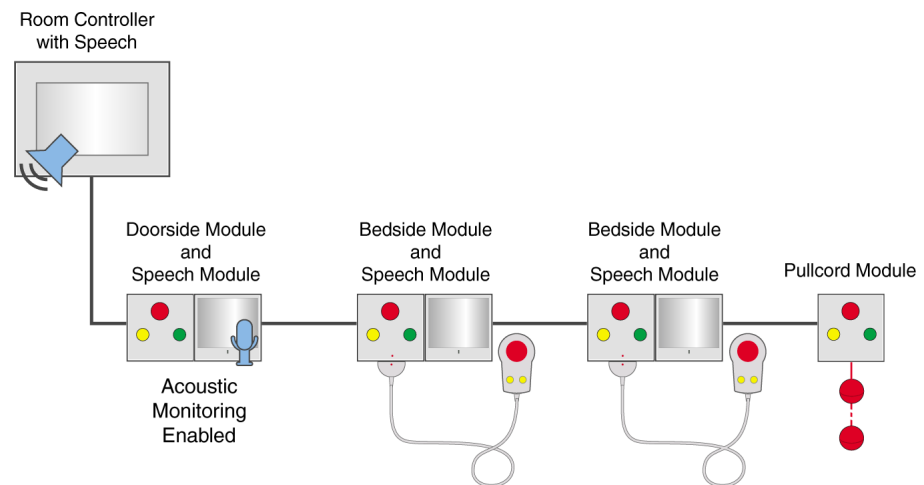 Room Controller
with Speech
Doorside Module
and
Speech Module
Bedside Module
and
Speech Module
Bedside Module
and
Speech Module
Pullcord Module
Acoustic
Monitoring
Enabled